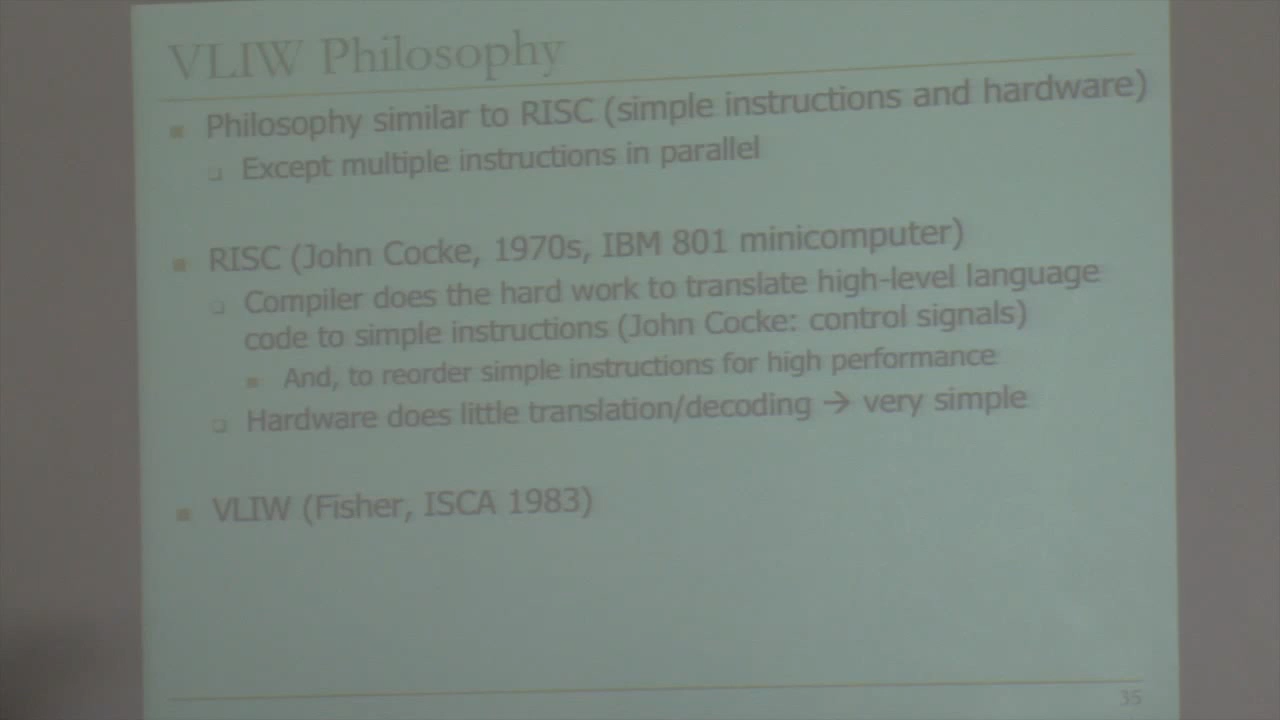 VLIW Philosophy
Philosophy similar to RISC (simple instructions and hardware)
Except multiple instructions in parallel
RISC (John Cocke, 1970s, IBM 801 minicomputer)
Compiler does the hard work to translate high-level language
code to simple instructions (John Cocke: control signals)
And, to reorder simple instructions for high performance
Hardware does little translation/decoding → very simple
VLIW (Fisher, ISCA 1983)
35